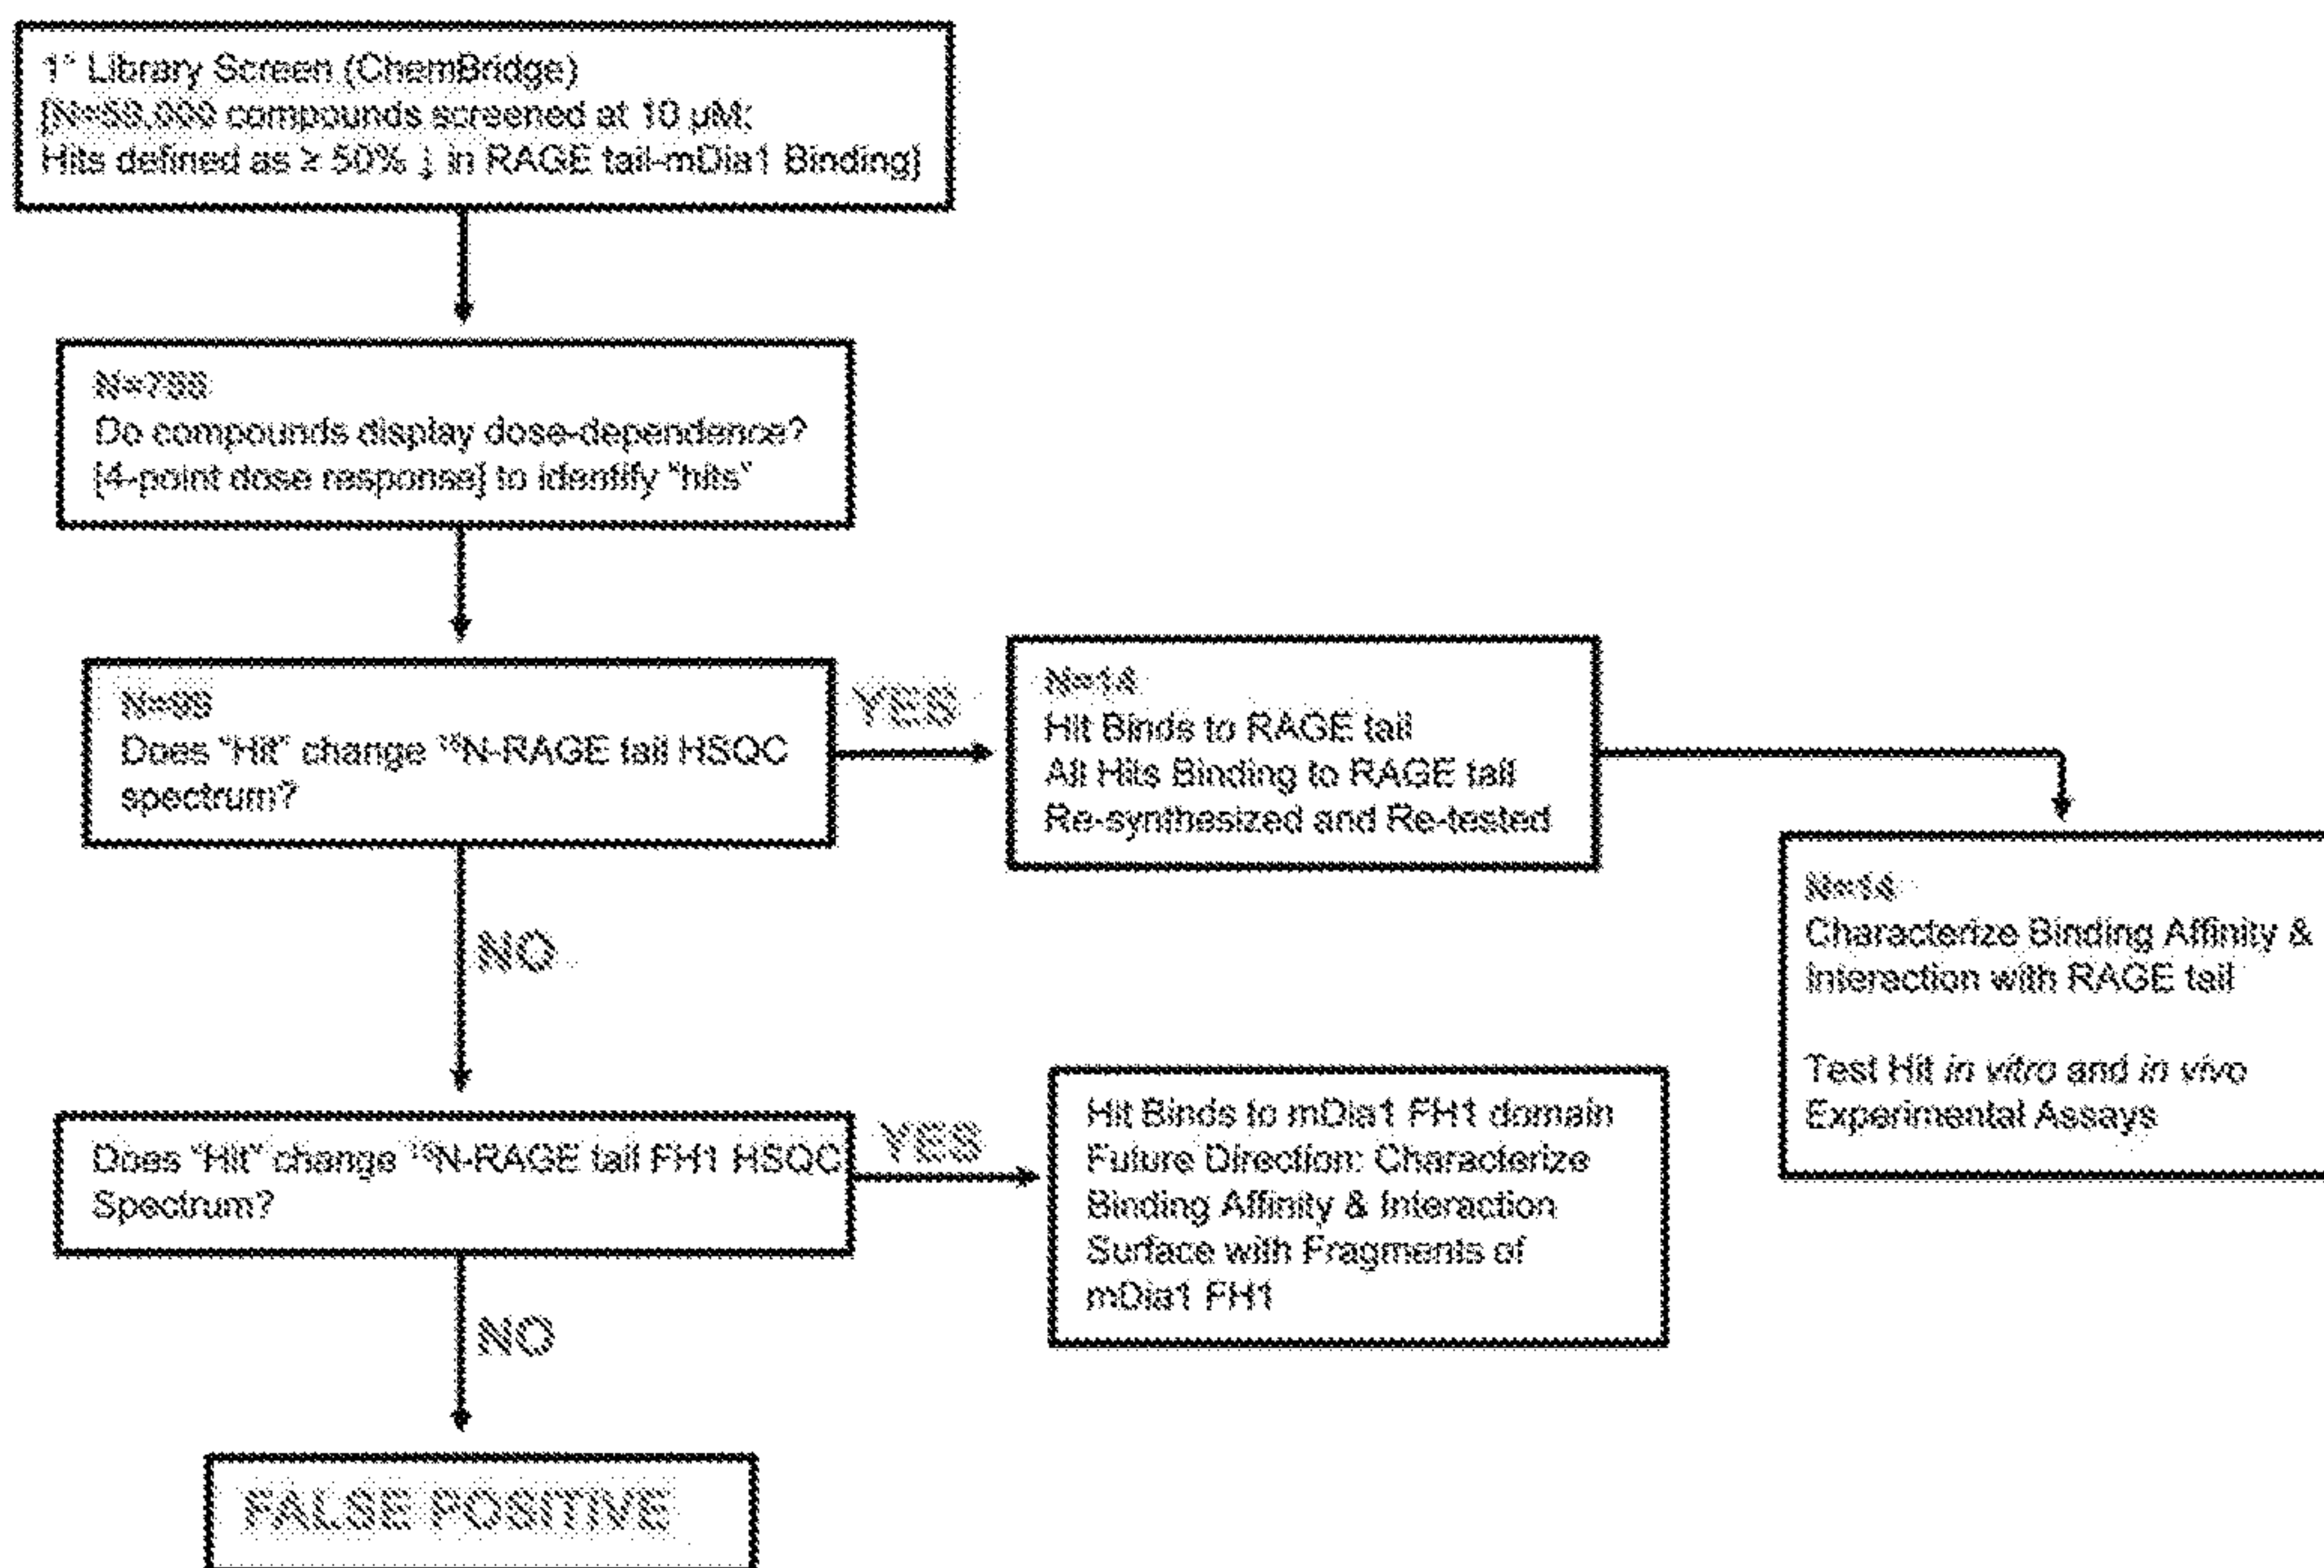 1° Library Screen (ChemBridge)
compounds screened at 10 µM;
Hits defined as ≥ 50% ↓ in RAGE tail-mDia1 Binding]
Do compounds display dose-dependence?
[4-point dose response] to identify "hits"
Does "Hit" change ¹⁵N-RAGE tail HSQC
spectrum?
YES
N=14
Hit Binds to RAGE tail
All Hits Binding to RAGE tail
Re-synthesized and Re-tested
N=14
Characterize Binding Affinity &
Interaction with RAGE tail
Test Hit in vitro and in vivo
Experimental Assays
NO
Does "Hit" change ¹⁵N-RAGE tail FH1 HSQC
Spectrum?
YES
Hit Binds to mDia1 FH1 domain
Future Direction: Characterize
Binding Affinity & Interaction
Surface with Fragments of
mDia1 FH1
NO
FALSE POSITIVE